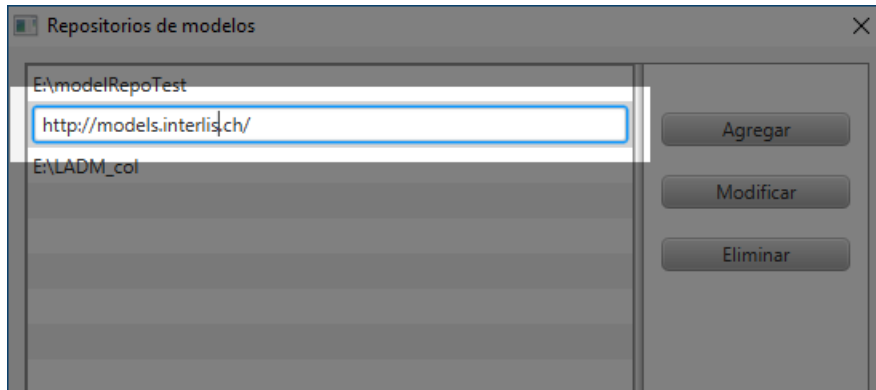 Repositorios de modelos
E:\modelRepoTest
http://models.interlis.ch/
E:\LADM_col
Agregar
Modificar
Eliminar